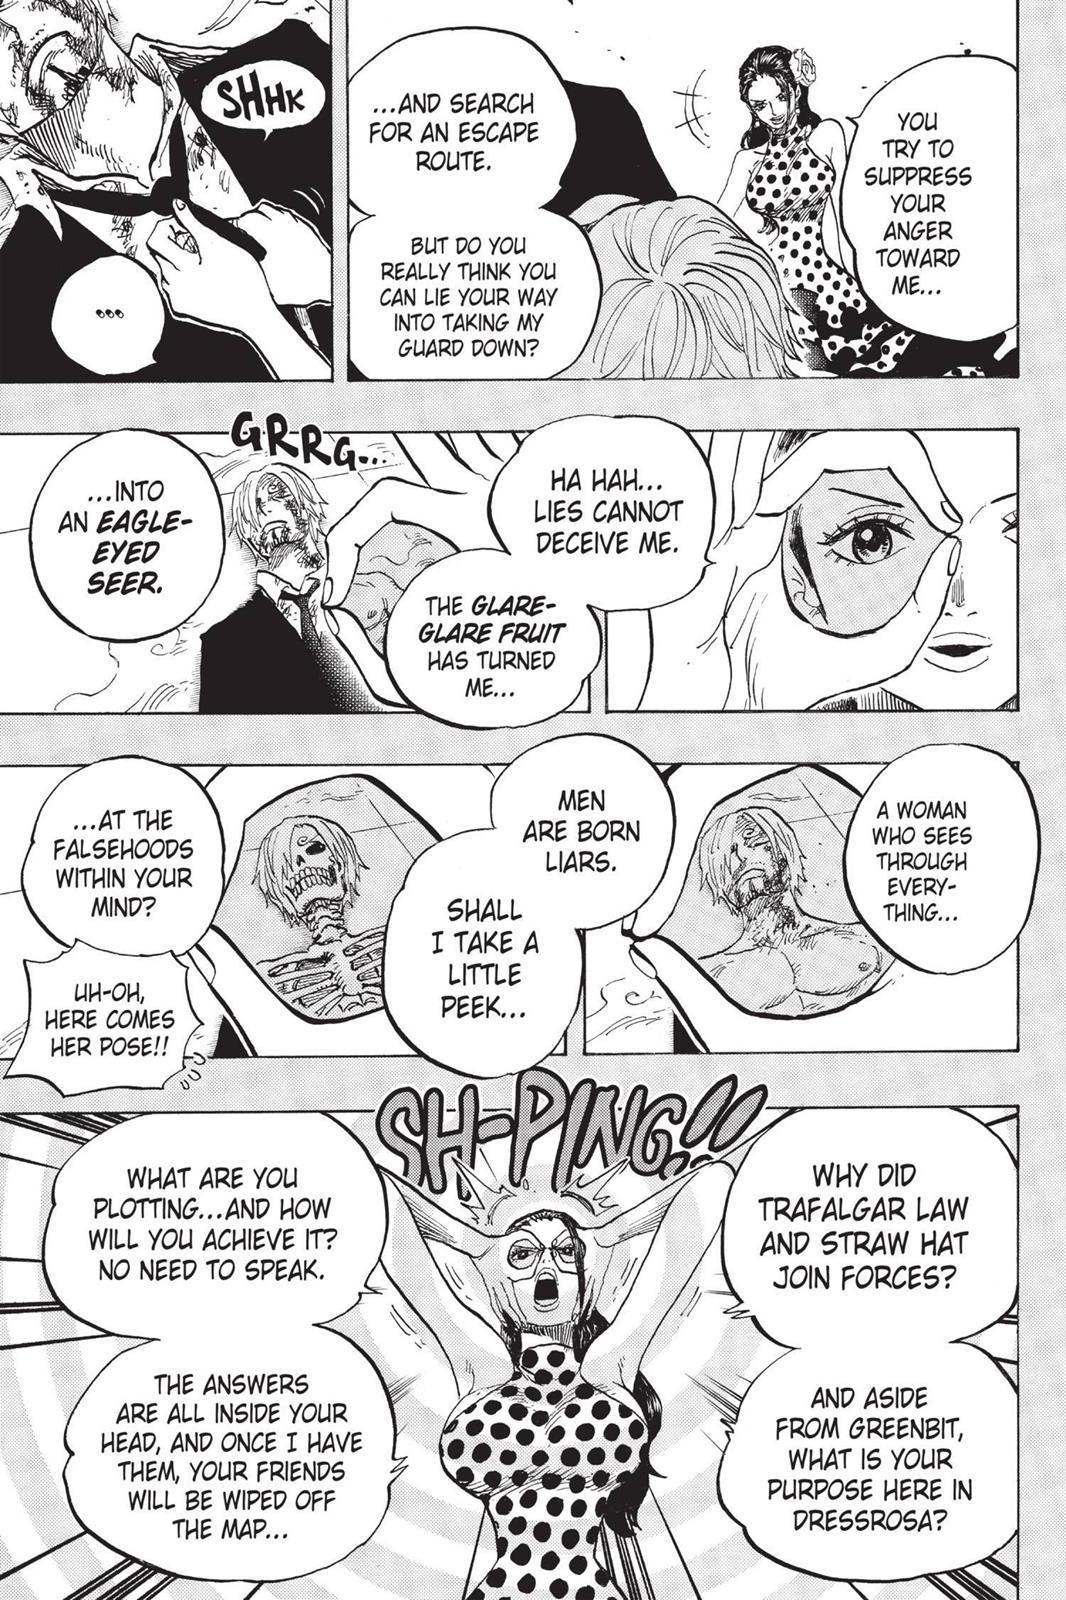 YOU
TRY TO
SUPPRESS
YOUR
ANGER
TOWARD
ME...
...AND SEARCH
FOR AN ESCAPE
ROUTE.
BUT DO YOU
REALLY THINK YOU
CAN LIE YOUR WAY
INTO TAKING MY
GUARD DOWN?
SHHK
...
HA HAH...
LIES CANNOT
DECEIVE ME.
THE GLARE-
GLARE FRUIT
HAS TURNED
ME...
GRRG...
...INTO
AN EAGLE-
EYED
SEER.
A WOMAN
WHO SEES
THROUGH
EVERY-
THING...
MEN
ARE BORN
LIARS.
SHALL
I TAKE A
LITTLE
PEEK...
...AT THE
FALSEHOODS
WITHIN YOUR
MIND?
UH-OH,
HERE COMES
HER POSE!!
SH-PING!!
WHY DID
TRAFALGAR LAW
AND STRAW HAT
JOIN FORCES?
AND ASIDE
FROM GREENBIT,
WHAT IS YOUR
PURPOSE HERE IN
DRESSROSA?
WHAT ARE YOU
PLOTTING...AND HOW
WILL YOU ACHIEVE IT?
NO NEED TO SPEAK.
THE ANSWERS
ARE ALL INSIDE YOUR
HEAD, AND ONCE I HAVE
THEM, YOUR FRIENDS
WILL BE WIPED OFF
THE MAP...